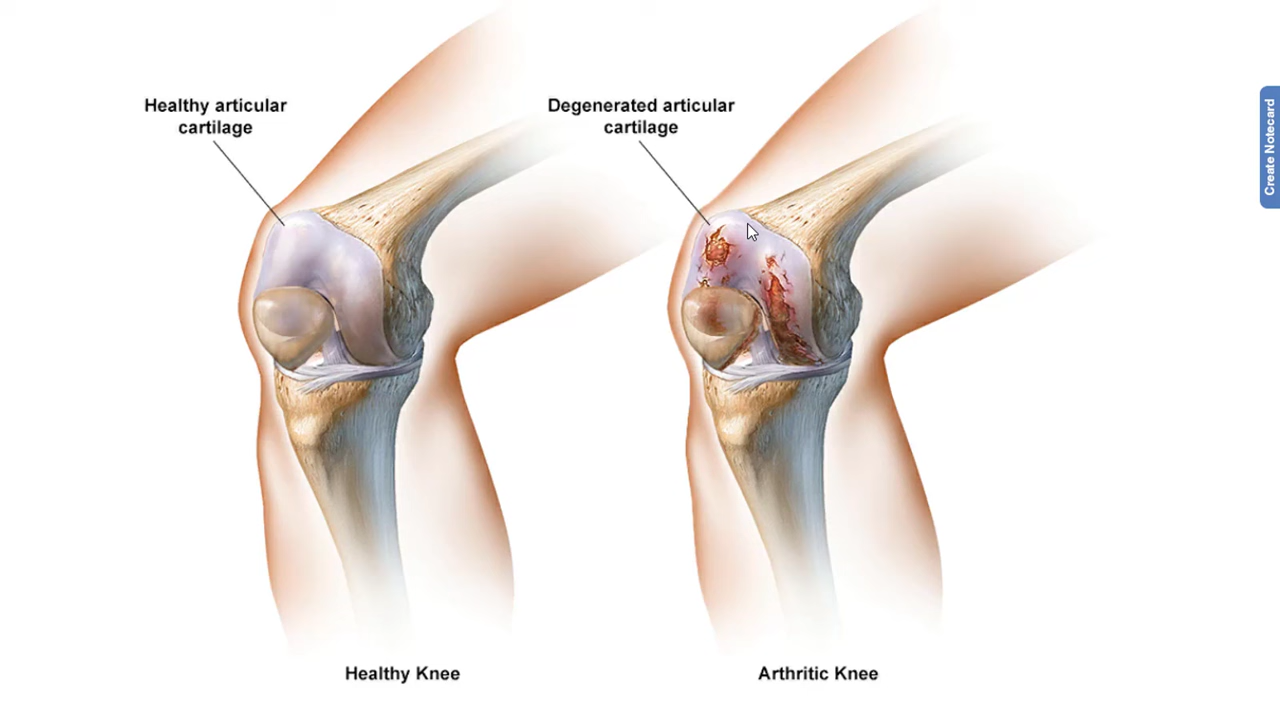 Healthy articular
cartilage
Degenerated articular
cartilage
Create Notecard
Healthy Knee
Arthritic Knee